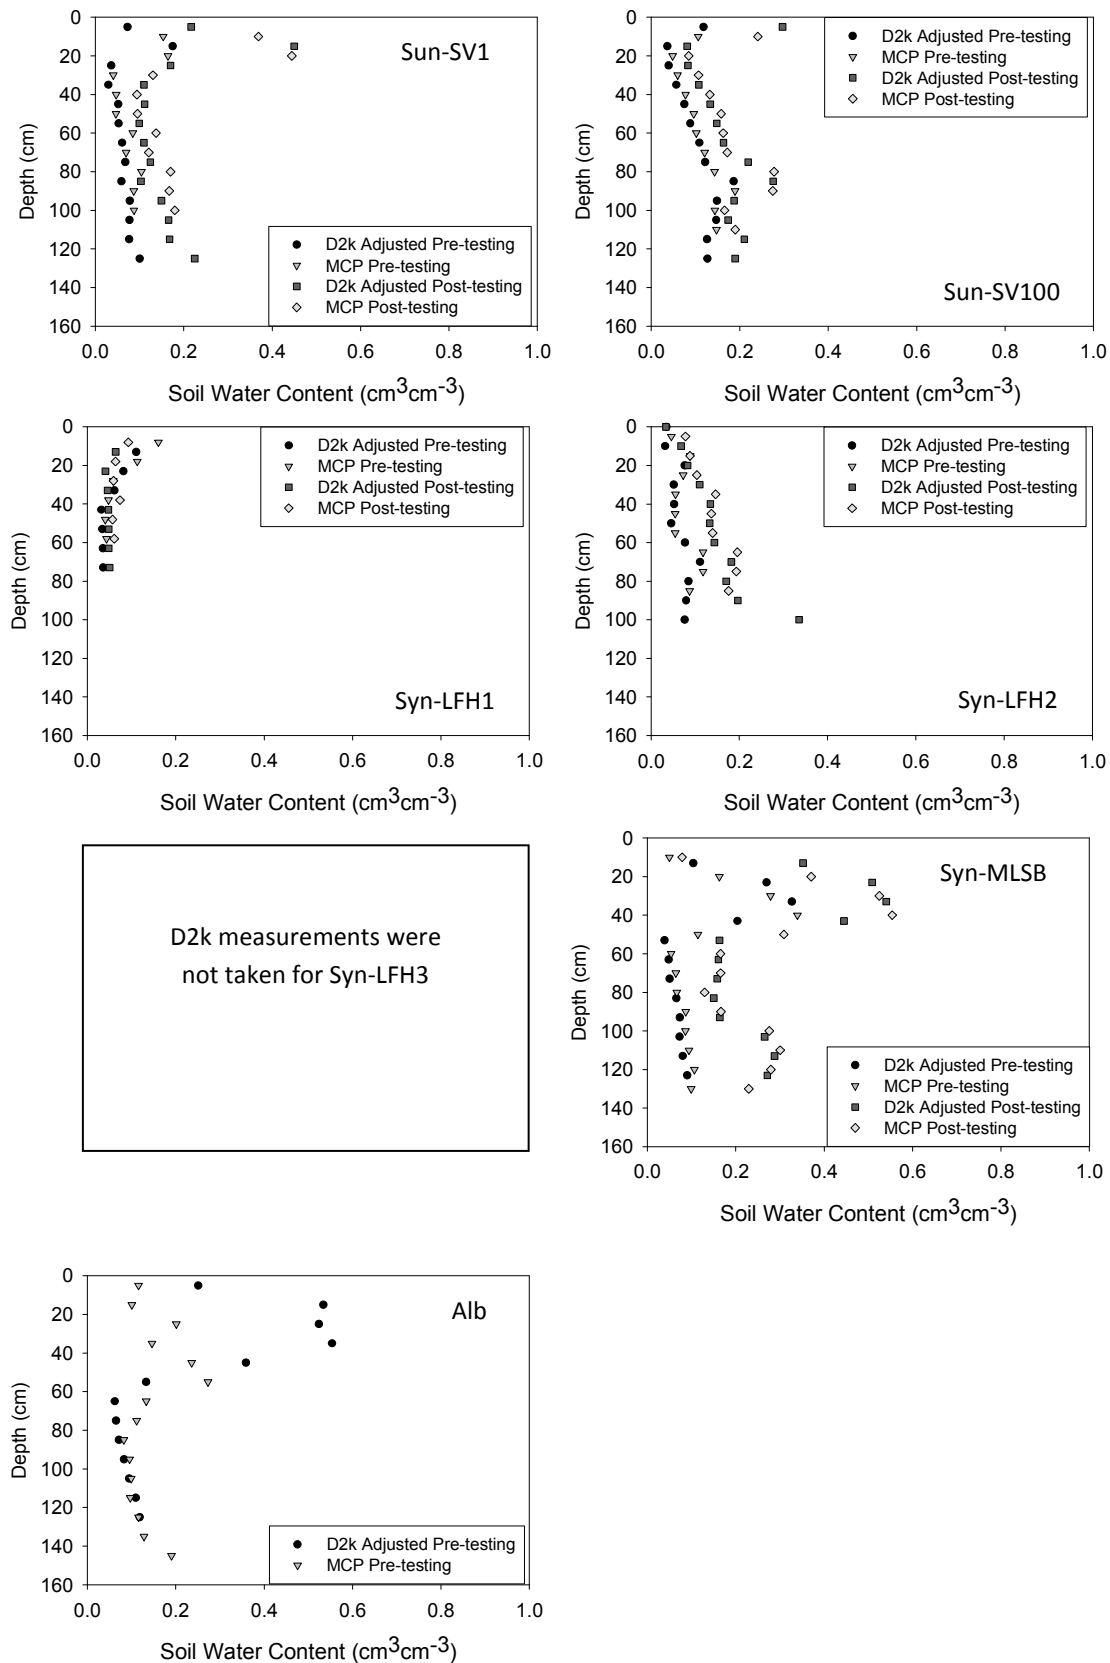 0
20
40
60
80
100
120
140
160
Depth (cm)
Sun-SV1
D2k Adjusted Pre-testing
MCP Pre-testing
D2k Adjusted Post-testing
MCP Post-testing
0.0 0.2 0.4 0.6 0.8 1.0
Soil Water Content (cm3cm-3)
0
20
40
60
80
100
120
140
160
Depth (cm)
D2k Adjusted Pre-testing
MCP Pre-testing
D2k Adjusted Post-testing
MCP Post-testing
Sun-SV100
0.0 0.2 0.4 0.6 0.8 1.0
Soil Water Content (cm3cm-3)
0
20
40
60
80
100
120
140
160
Depth (cm)
D2k Adjusted Pre-testing
MCP Pre-testing
D2k Adjusted Post-testing
MCP Post-testing
Syn-LFH1
0.0 0.2 0.4 0.6 0.8 1.0
Soil Water Content (cm3cm-3)
0
20
40
60
80
100
120
140
160
Depth (cm)
D2k Adjusted Pre-testing
MCP Pre-testing
D2k Adjusted Post-testing
MCP Post-testing
Syn-LFH2
0.0 0.2 0.4 0.6 0.8 1.0
Soil Water Content (cm3cm-3)
D2k measurements were
not taken for Syn-LFH3
0
20
40
60
80
100
120
140
160
Depth (cm)
Syn-MLSB
D2k Adjusted Pre-testing
MCP Pre-testing
D2k Adjusted Post-testing
MCP Post-testing
0.0 0.2 0.4 0.6 0.8 1.0
Soil Water Content (cm3cm-3)
0
20
40
60
80
100
120
140
160
Depth (cm)
Alb
D2k Adjusted Pre-testing
MCP Pre-testing
0.0 0.2 0.4 0.6 0.8 1.0
Soil Water Content (cm3cm-3)